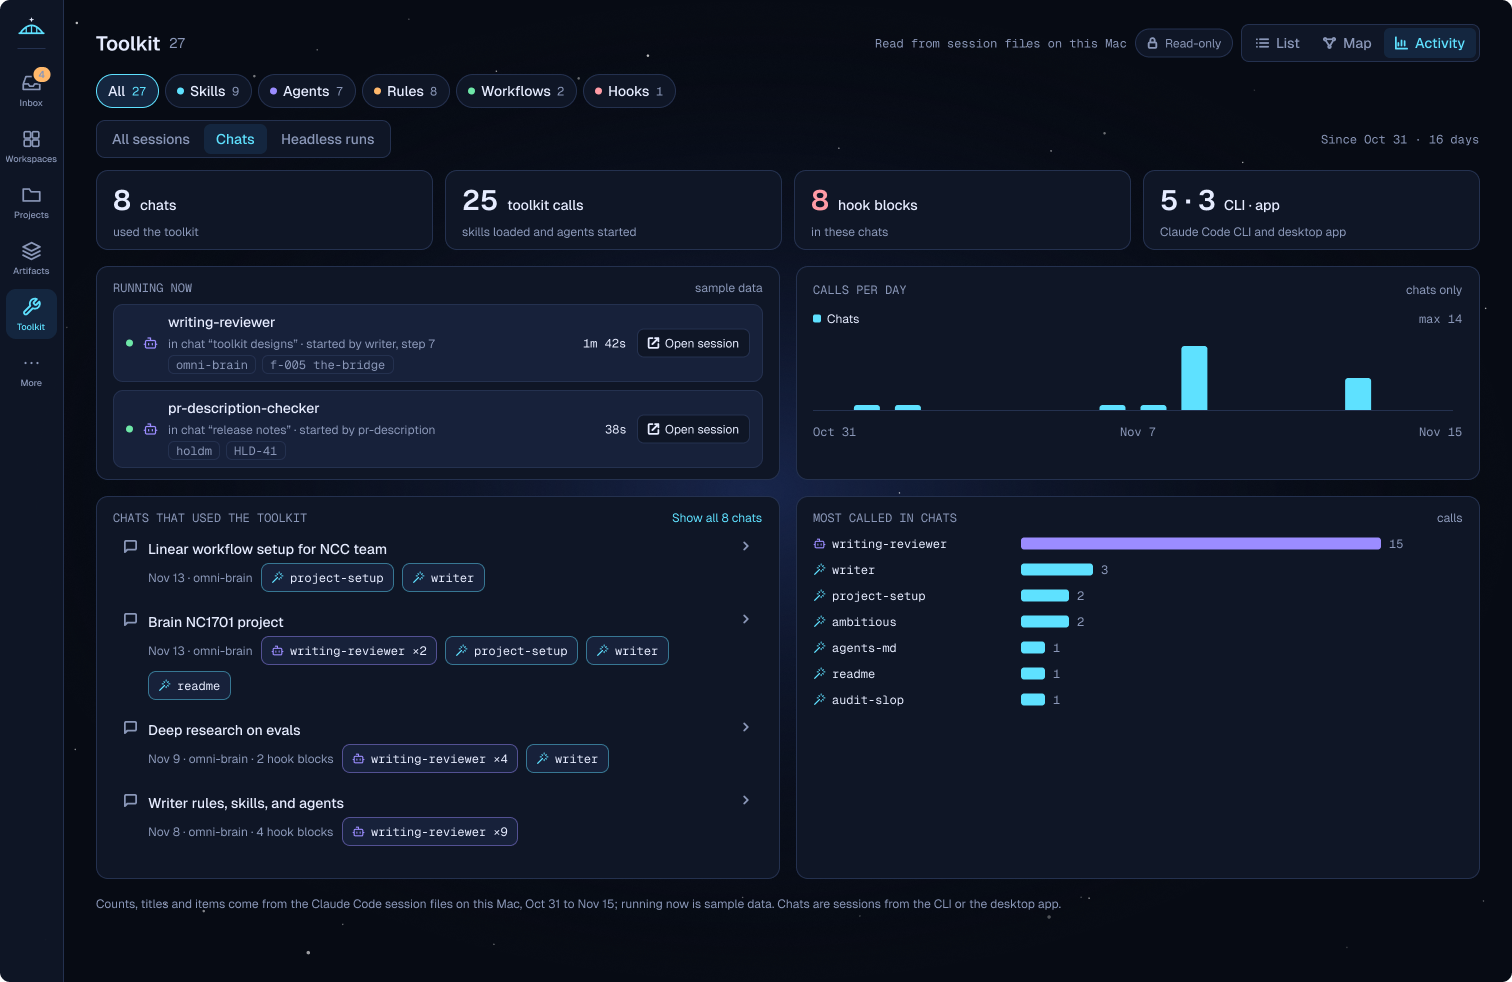 4
Inbox
Workspaces
Projects
Artifacts
Toolkit
More
Toolkit 27
Read from session files on this Mac
Read-only
List
Map
Activity
All 27
Skills 9
Agents 7
Rules 8
Workflows 2
Hooks 1
All sessions
Chats
Headless runs
Since Oct 31 · 16 days
8 chats
used the toolkit
25 toolkit calls
skills loaded and agents started
8 hook blocks
in these chats
5 · 3 CLI · app
Claude Code CLI and desktop app
RUNNING NOW
sample data
writing-reviewer
in chat “toolkit designs” · started by writer, step 7
omni-brain
f-005 the-bridge
1m 42s
Open session
pr-description-checker
in chat “release notes” · started by pr-description
holdm
HLD-41
38s
Open session
CALLS PER DAY
chats only
Chats
max 14
Oct 31
Nov 7
Nov 15
CHATS THAT USED THE TOOLKIT
Show all 8 chats
Linear workflow setup for NCC team
Nov 13 · omni-brain
project-setup
writer
Brain NC1701 project
Nov 13 · omni-brain
writing-reviewer ×2
project-setup
writer
readme
Deep research on evals
Nov 9 · omni-brain · 2 hook blocks
writing-reviewer ×4
writer
Writer rules, skills, and agents
Nov 8 · omni-brain · 4 hook blocks
writing-reviewer ×9
MOST CALLED IN CHATS
calls
writing-reviewer 15
writer 3
project-setup 2
ambitious 2
agents-md 1
readme 1
audit-slop 1
Counts, titles and items come from the Claude Code session files on this Mac, Oct 31 to Nov 15; running now is sample data. Chats are sessions from the CLI or the desktop app.